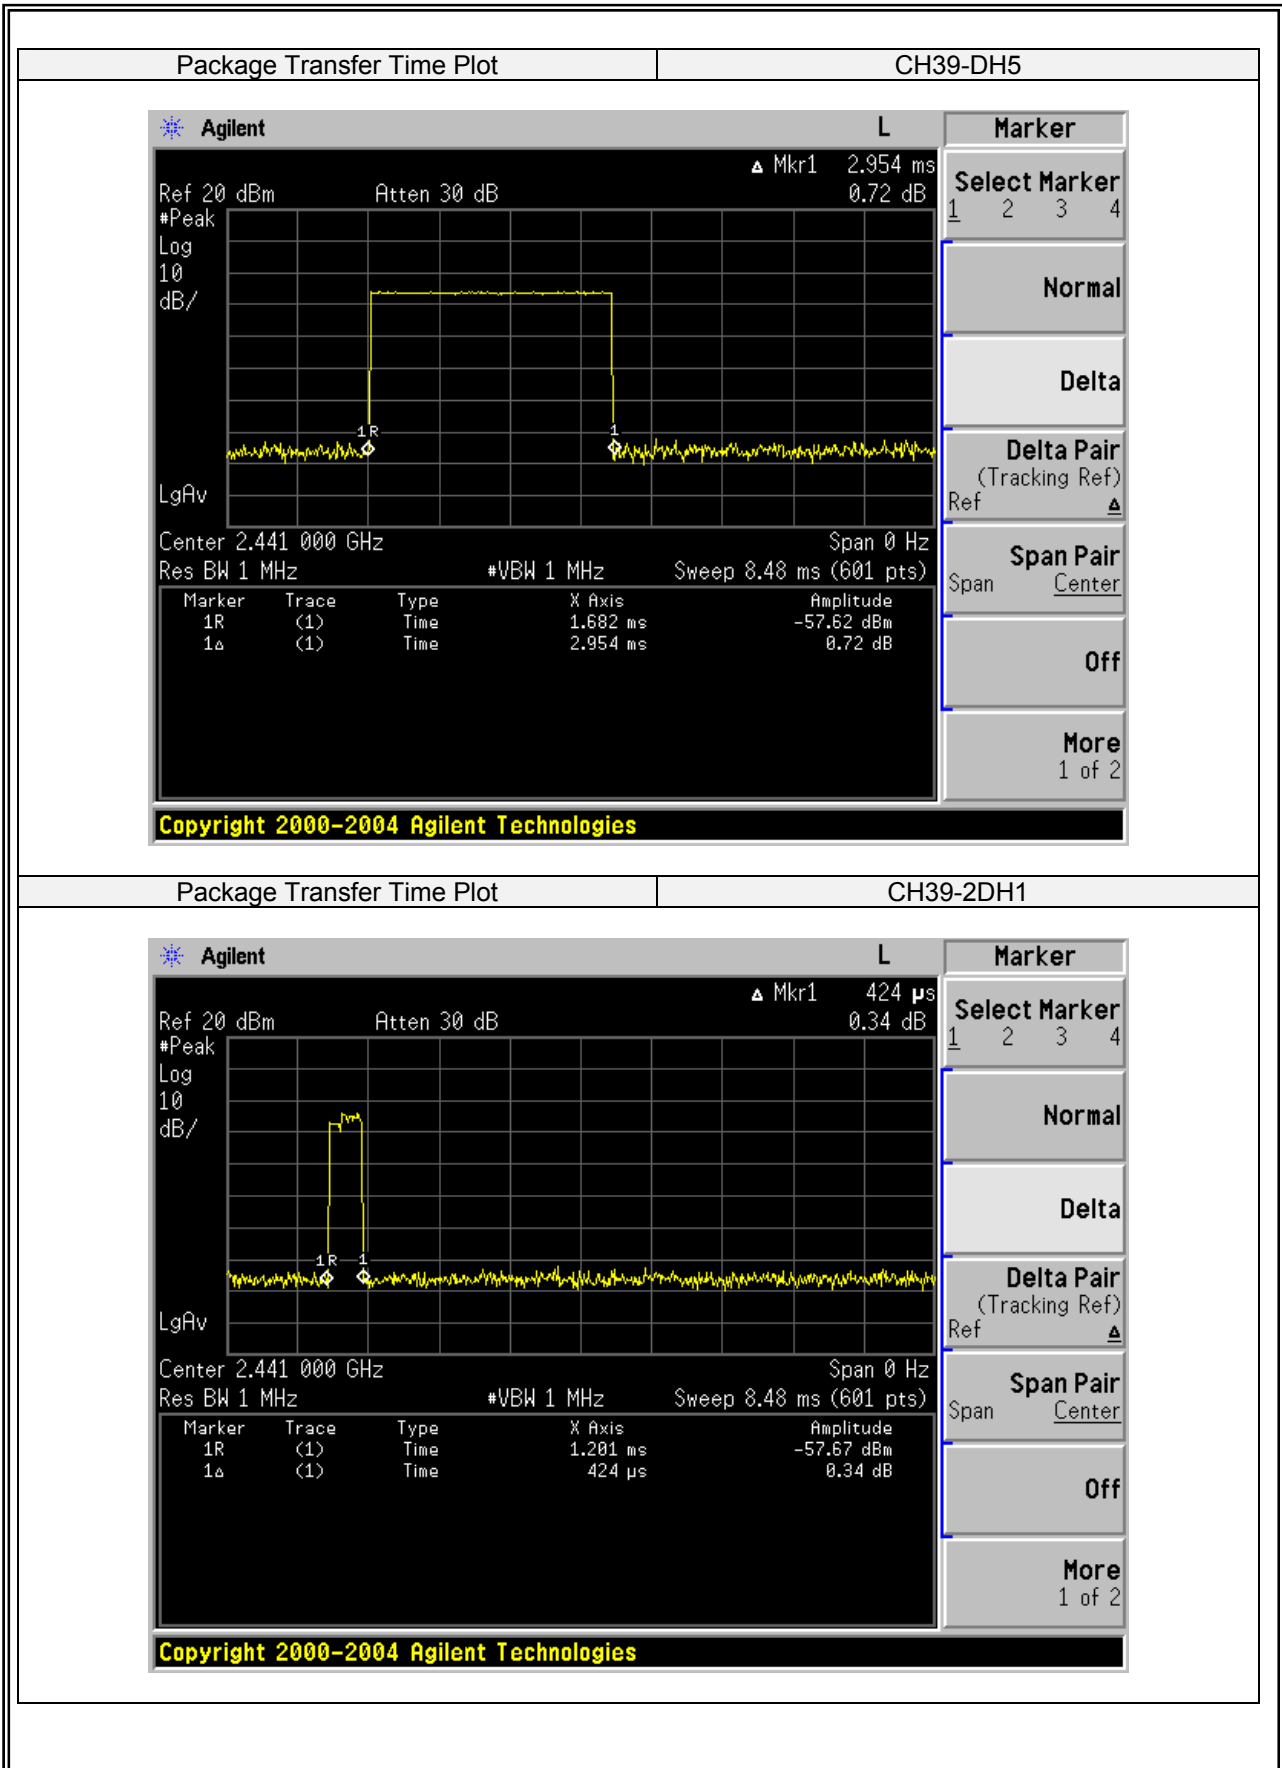 Package Transfer Time Plot CH39-DH5
Agilent L Marker
▵ Mkr1 2.954 ms
Ref 20 dBm Atten 30 dB 0.72 dB
#Peak
Log
10
dB/
1R 1
LgAv
Center 2.441 000 GHz Span 0 Hz
Res BW 1 MHz #VBW 1 MHz Sweep 8.48 ms (601 pts)
Marker Trace Type X Axis Amplitude
1R (1) Time 1.682 ms -57.62 dBm
1▵ (1) Time 2.954 ms 0.72 dB
Select Marker
1 2 3 4
Normal
Delta
Delta Pair
(Tracking Ref)
Ref ▵
Span Pair
Span Center
Off
More
1 of 2
Copyright 2000-2004 Agilent Technologies
Package Transfer Time Plot CH39-2DH1
Agilent L Marker
▵ Mkr1 424 µs
Ref 20 dBm Atten 30 dB 0.34 dB
#Peak
Log
10
dB/
1R 1
LgAv
Center 2.441 000 GHz Span 0 Hz
Res BW 1 MHz #VBW 1 MHz Sweep 8.48 ms (601 pts)
Marker Trace Type X Axis Amplitude
1R (1) Time 1.201 ms -57.67 dBm
1▵ (1) Time 424 µs 0.34 dB
Select Marker
1 2 3 4
Normal
Delta
Delta Pair
(Tracking Ref)
Ref ▵
Span Pair
Span Center
Off
More
1 of 2
Copyright 2000-2004 Agilent Technologies